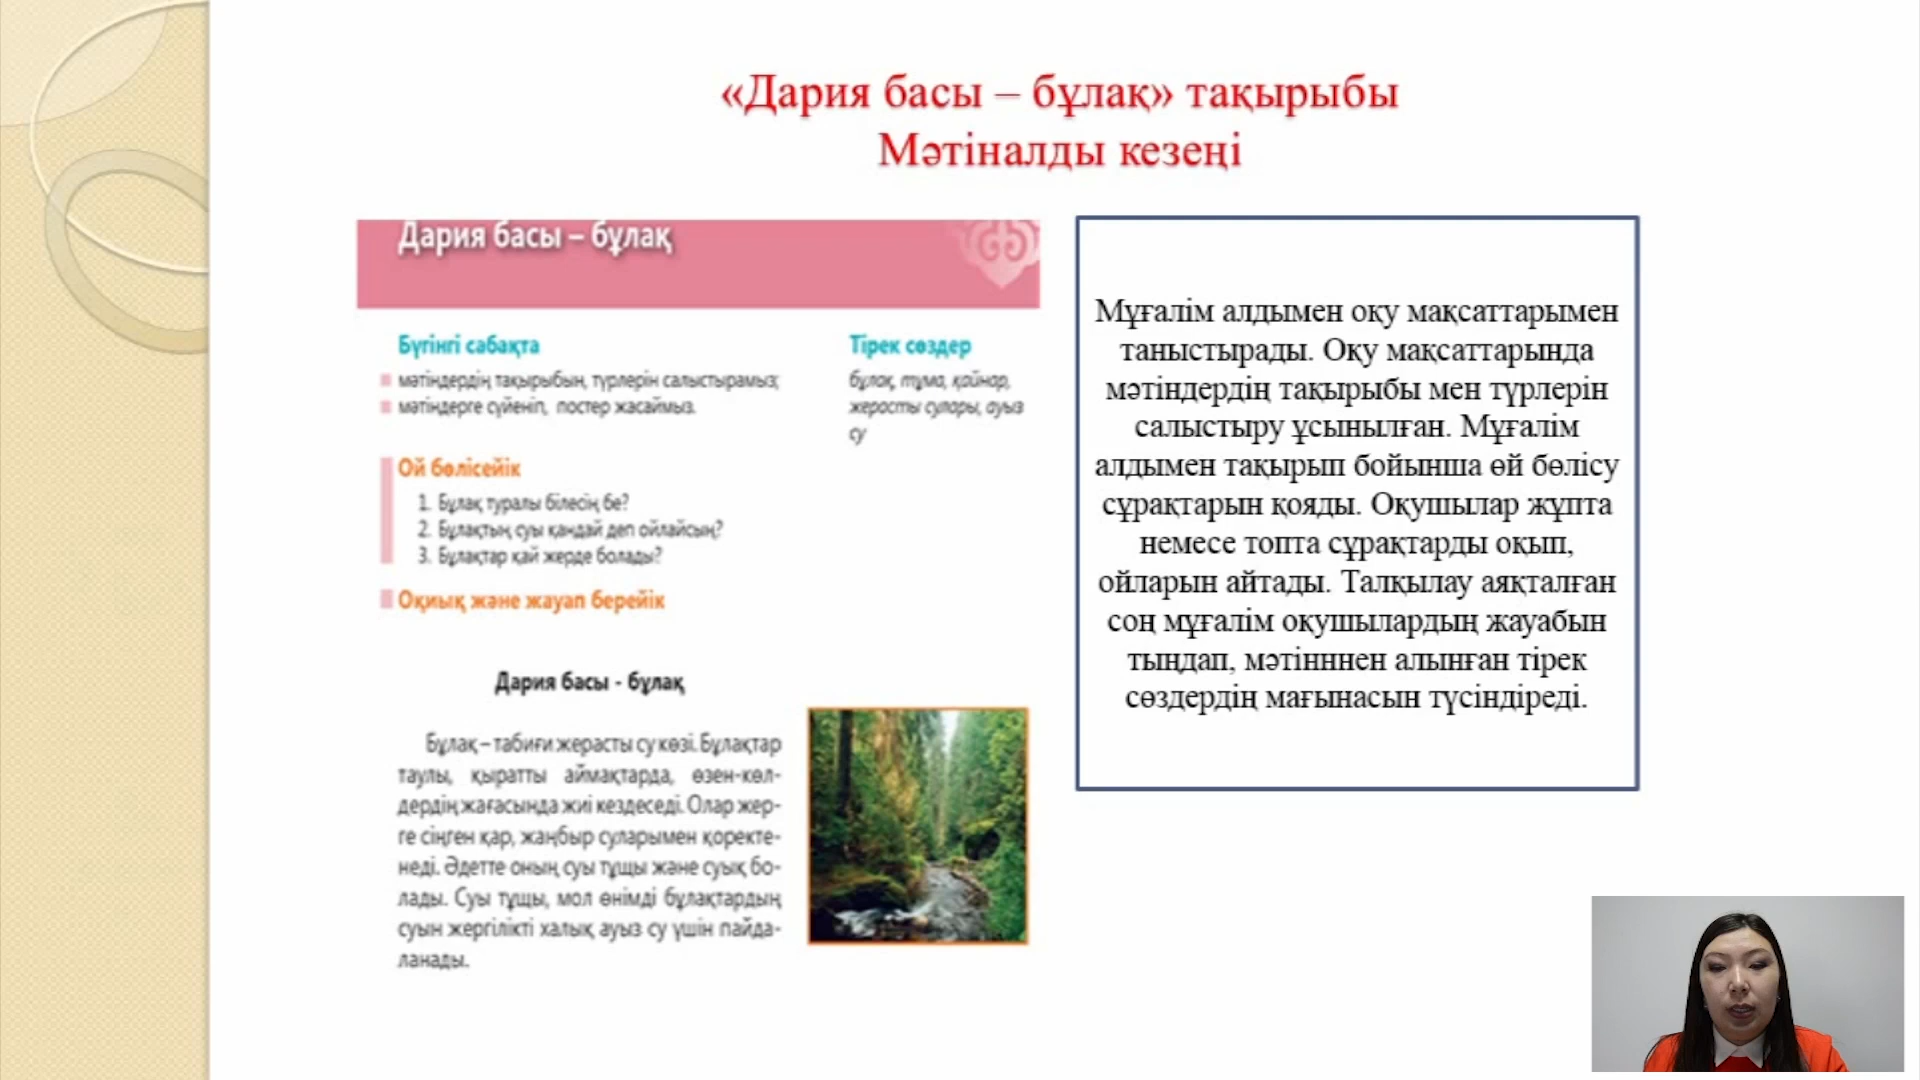 «Дария басы – бұлақ» тақырыбы
Мәтіналды кезеңі
Дария басы – бұлақ
Бүгінгі сабақта
мәтіндердің тақырыбын, түрлерін салыстырамыз;
мәтіндерге сүйеніп, постер жасаймыз.
Тірек сөздер
бұлақ, тұма, қайнар,
жерасты сулары, ауыз
су
Ой бөлісейік
1. Бұлақ туралы білесің бе?
2. Бұлақтың суы қандай деп ойлайсың?
3. Бұлақтар қай жерде болады?
Оқиық және жауап берейік
Дария басы - бұлақ
Бұлақ – табиғи жерасты су көзі. Бұлақтар
таулы, қыратты аймақтарда, өзен-көл-
дердің жағасында жиі кездеседі. Олар жер-
ге сіңген қар, жаңбыр суларымен қоректе-
неді. Әдетте оның суы тұщы және суық бо-
лады. Суы тұщы, мол өнімді бұлақтардың
суын жергілікті халық ауыз су үшін пайда-
ланады.
Мұғалім алдымен оқу мақсаттарымен
таныстырады. Оқу мақсаттарында
мәтіндердің тақырыбы мен түрлерін
салыстыру ұсынылған. Мұғалім
алдымен тақырып бойынша өй бөлісу
сұрақтарын қояды. Оқушылар жұпта
немесе топта сұрақтарды оқып,
ойларын айтады. Талқылау аяқталған
соң мұғалім оқушылардың жауабын
тыңдап, мәтінннен алынған тірек
сөздердің мағынасын түсіндіреді.